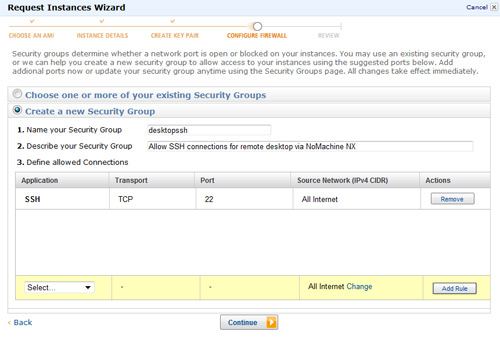 Request Instances Wizard
Cancel
CHOOSE AN AMI
INSTANCE DETAILS
CREATE KEY PAIR
CONFIGURE FIREWALL
REVIEW
Security groups determine whether a network port is open or blocked on your instances. You may use an existing security group,
or we can help you create a new security group to allow access to your instances using the suggested ports below. Add
addional ports now or update your security group anytime using the Security Groups page. All changes take effect immediately.
Choose one or more of your existing Security Groups
Create a new Security Group
1. Name your Security Group
desktopssh
2. Describe your Security Group
Allow SSH connections for remote desktop via NoMachine NX
3. Define allowed Connections
Application Transport Port Source Network (IPv4 CIDR) Actions
SSH TCP 22 All Internet Remove
Select... - - All Internet Change Add Rule
‹ Back
Continue